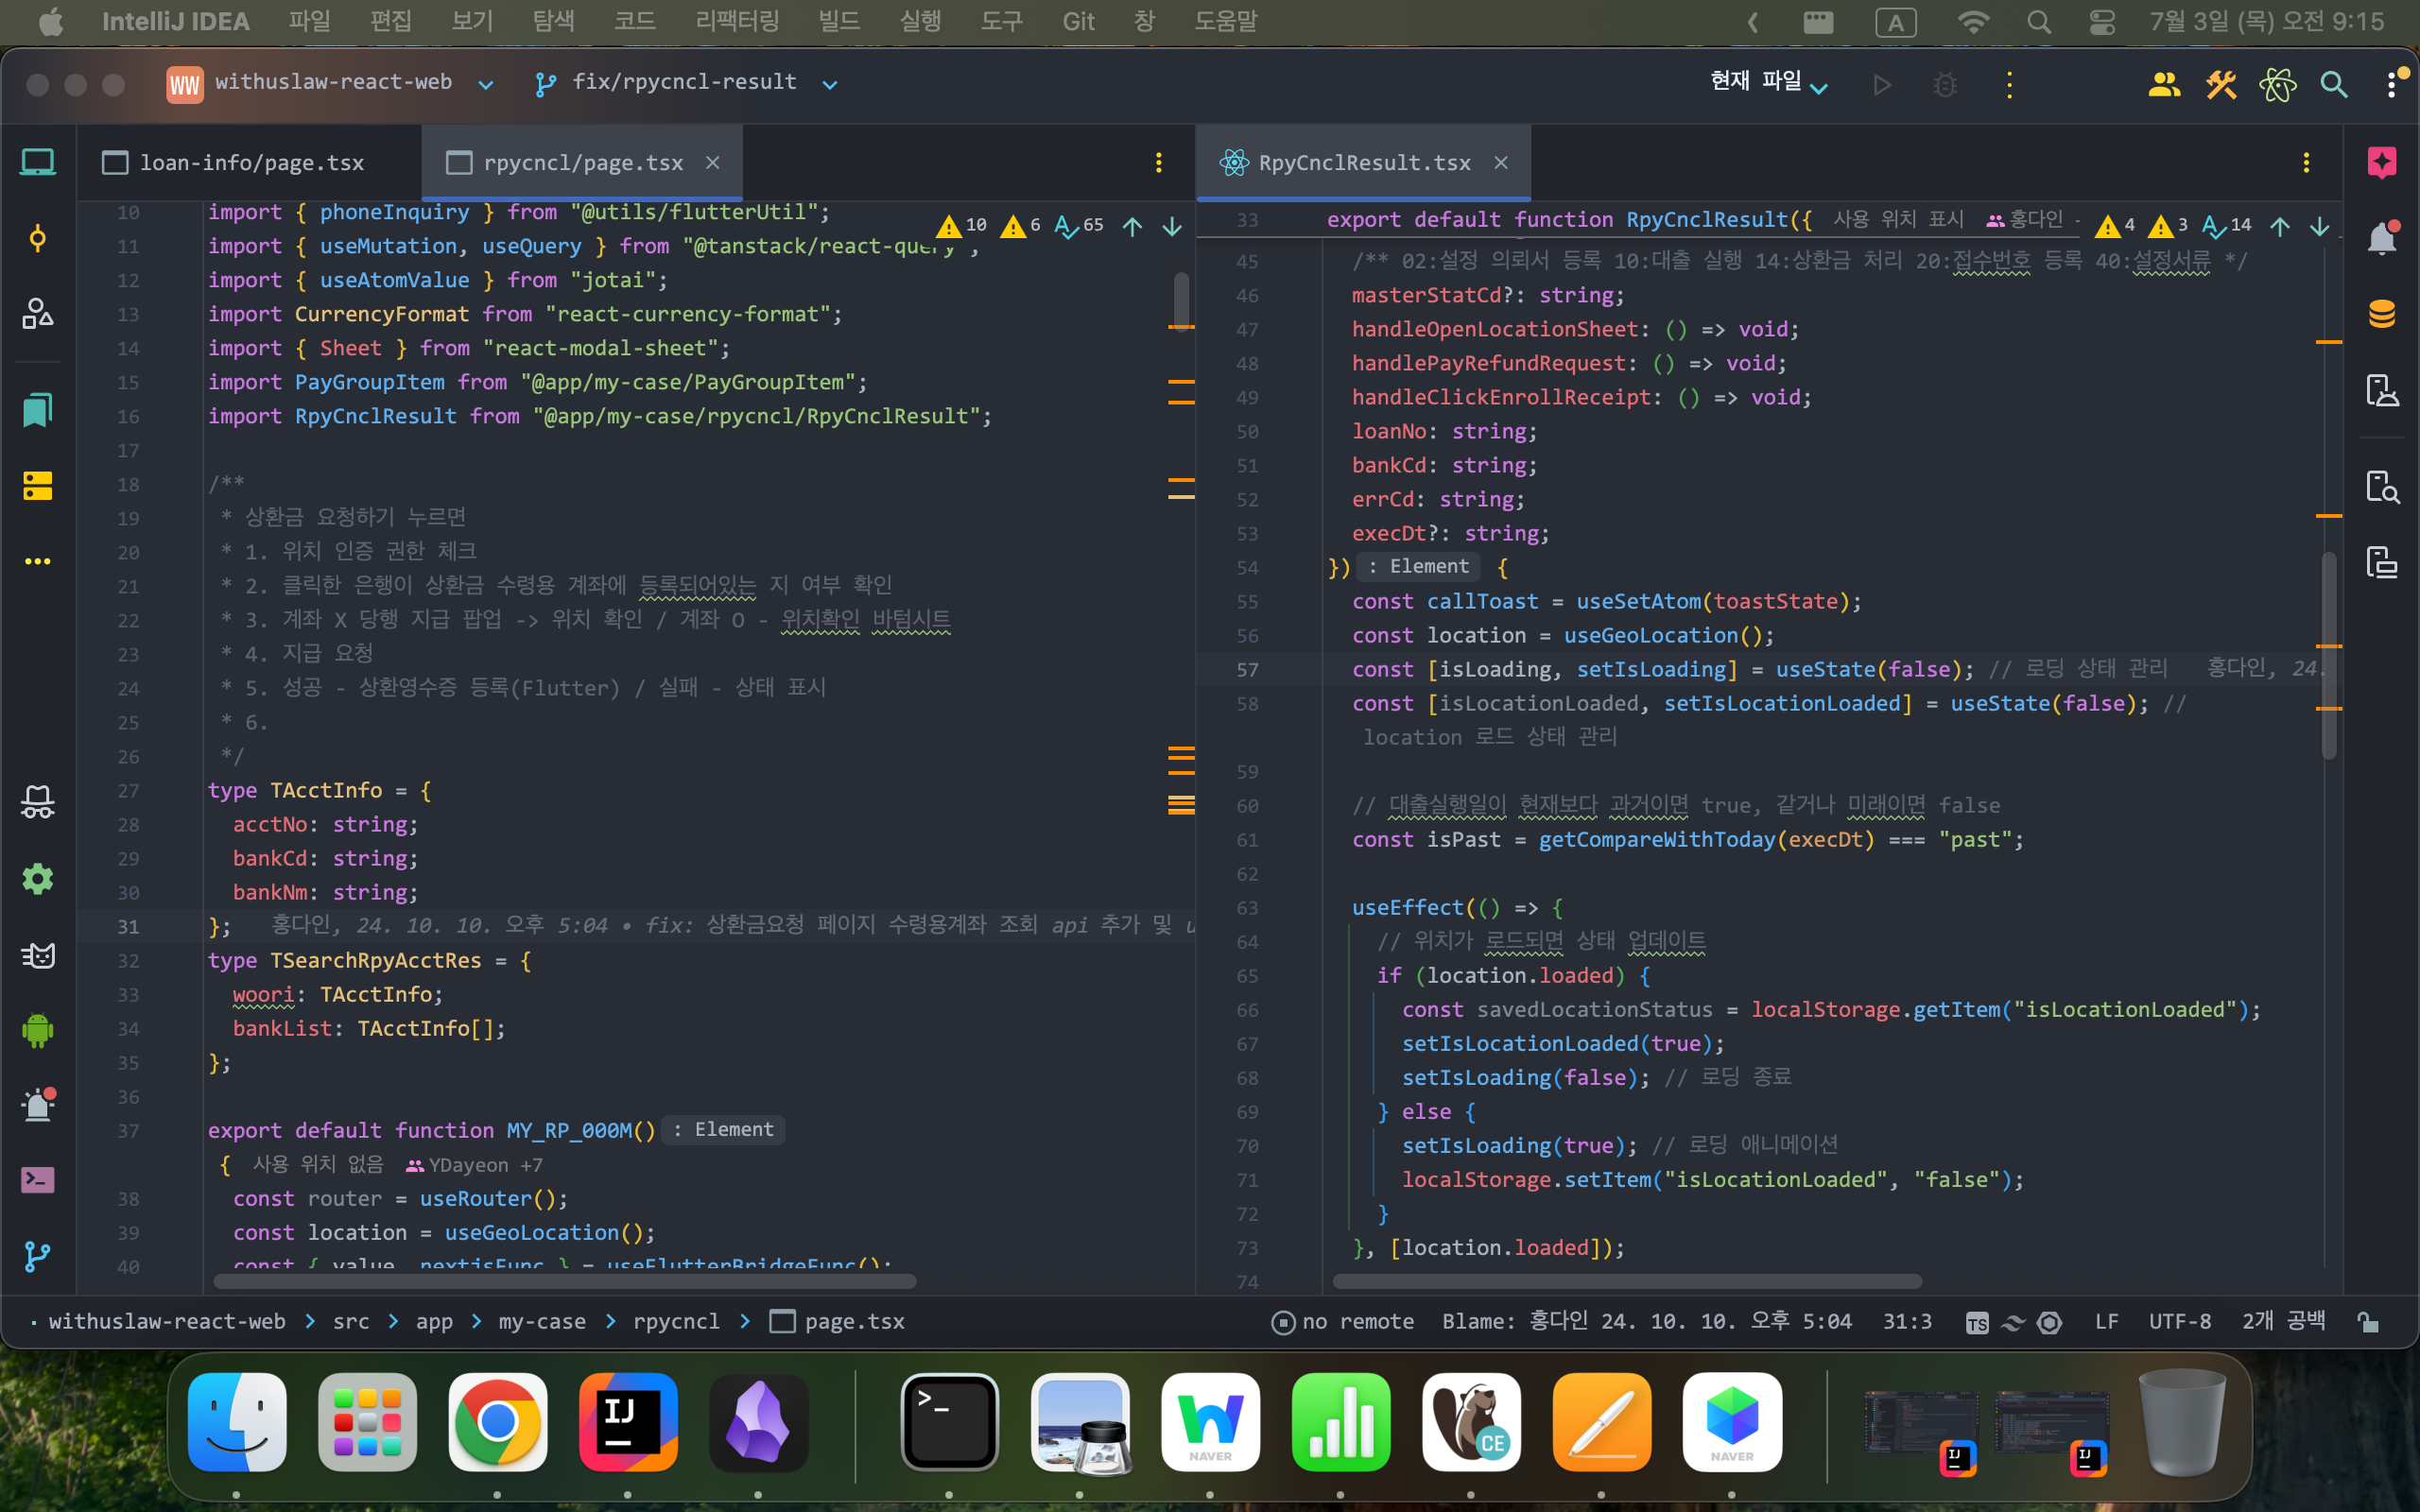 IntelliJ IDEA 파일 편집 보기 탐색 코드 리팩터링 빌드 실행 도구 Git 창 도움말 A 7월 3일 (목) 오전 9:15
WW withuslaw-react-web fix/rpycncl-result 현재 파일
loan-info/page.tsx rpycncl/page.tsx
10 import { phoneInquiry } from "@utils/flutterUtil";
10 6 65
11 import { useMutation, useQuery } from "@tanstack/react-query",
12 import { useAtomValue } from "jotai";
13 import CurrencyFormat from "react-currency-format";
14 import { Sheet } from "react-modal-sheet";
15 import PayGroupItem from "@app/my-case/PayGroupItem";
16 import RpyCnclResult from "@app/my-case/rpycncl/RpyCnclResult";
17
18 /**
19 * 상환금 요청하기 누르면
20 * 1. 위치 인증 권한 체크
21 * 2. 클릭한 은행이 상환금 수령용 계좌에 등록되어있는 지 여부 확인
22 * 3. 계좌 X 당행 지급 팝업 -> 위치 확인 / 계좌 O - 위치확인 바텀시트
23 * 4. 지급 요청
24 * 5. 성공 - 상환영수증 등록(Flutter) / 실패 - 상태 표시
25 * 6.
26 */
27 type TAcctInfo = {
28 acctNo: string;
29 bankCd: string;
30 bankNm: string;
31 }; 홍다인, 24. 10. 10. 오후 5:04 • fix: 상환금요청 페이지 수령용계좌 조회 api 추가 및 u
32 type TSearchRpyAcctRes = {
33 woori: TAcctInfo;
34 bankList: TAcctInfo[];
35 };
36
37 export default function MY_RP_000M() : Element
{ 사용 위치 없음 YDayeon +7
38 const router = useRouter();
39 const location = useGeoLocation();
40 const { value, nextjsFunc } = useFlutterBridgeFunc();
RpyCnclResult.tsx
33 export default function RpyCnclResult({ 사용 위치 표시 홍다인 4 3 14
45 /** 02:설정 의뢰서 등록 10:대출 실행 14:상환금 처리 20:접수번호 등록 40:설정서류 */
46 masterStatCd?: string;
47 handleOpenLocationSheet: () => void;
48 handlePayRefundRequest: () => void;
49 handleClickEnrollReceipt: () => void;
50 loanNo: string;
51 bankCd: string;
52 errCd: string;
53 execDt?: string;
54 }) : Element {
55 const callToast = useSetAtom(toastState);
56 const location = useGeoLocation();
57 const [isLoading, setIsLoading] = useState(false); // 로딩 상태 관리 홍다인, 24.
58 const [isLocationLoaded, setIsLocationLoaded] = useState(false); //
location 로드 상태 관리
59
60 // 대출실행일이 현재보다 과거이면 true, 같거나 미래이면 false
61 const isPast = getCompareWithToday(execDt) === "past";
62
63 useEffect(() => {
64 // 위치가 로드되면 상태 업데이트
65 if (location.loaded) {
66 const savedLocationStatus = localStorage.getItem("isLocationLoaded");
67 setIsLocationLoaded(true);
68 setIsLoading(false); // 로딩 종료
69 } else {
70 setIsLoading(true); // 로딩 애니메이션
71 localStorage.setItem("isLocationLoaded", "false");
72 }
73 }, [location.loaded]);
74
withuslaw-react-web > src > app > my-case > rpycncl > page.tsx no remote Blame: 홍다인 24. 10. 10. 오후 5:04 31:3 TS LF UTF-8 2개 공백
IJ >_ NAVER CE NAVER IJ IJ